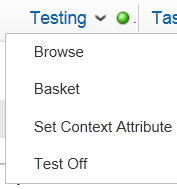 Testing Tas
Browse
Basket
Set Context Attribute
Test Off